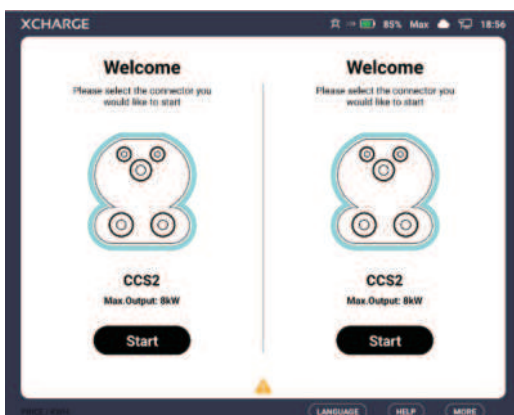 XCHARGE
85% Max 18:56
Welcome
Please select the connector you
would like to start
CCS2
Max.Output: 8kW
Start
Welcome
Please select the connector you
would like to start
CCS2
Max.Output: 8kW
Start
LANGUAGE HELP MORE